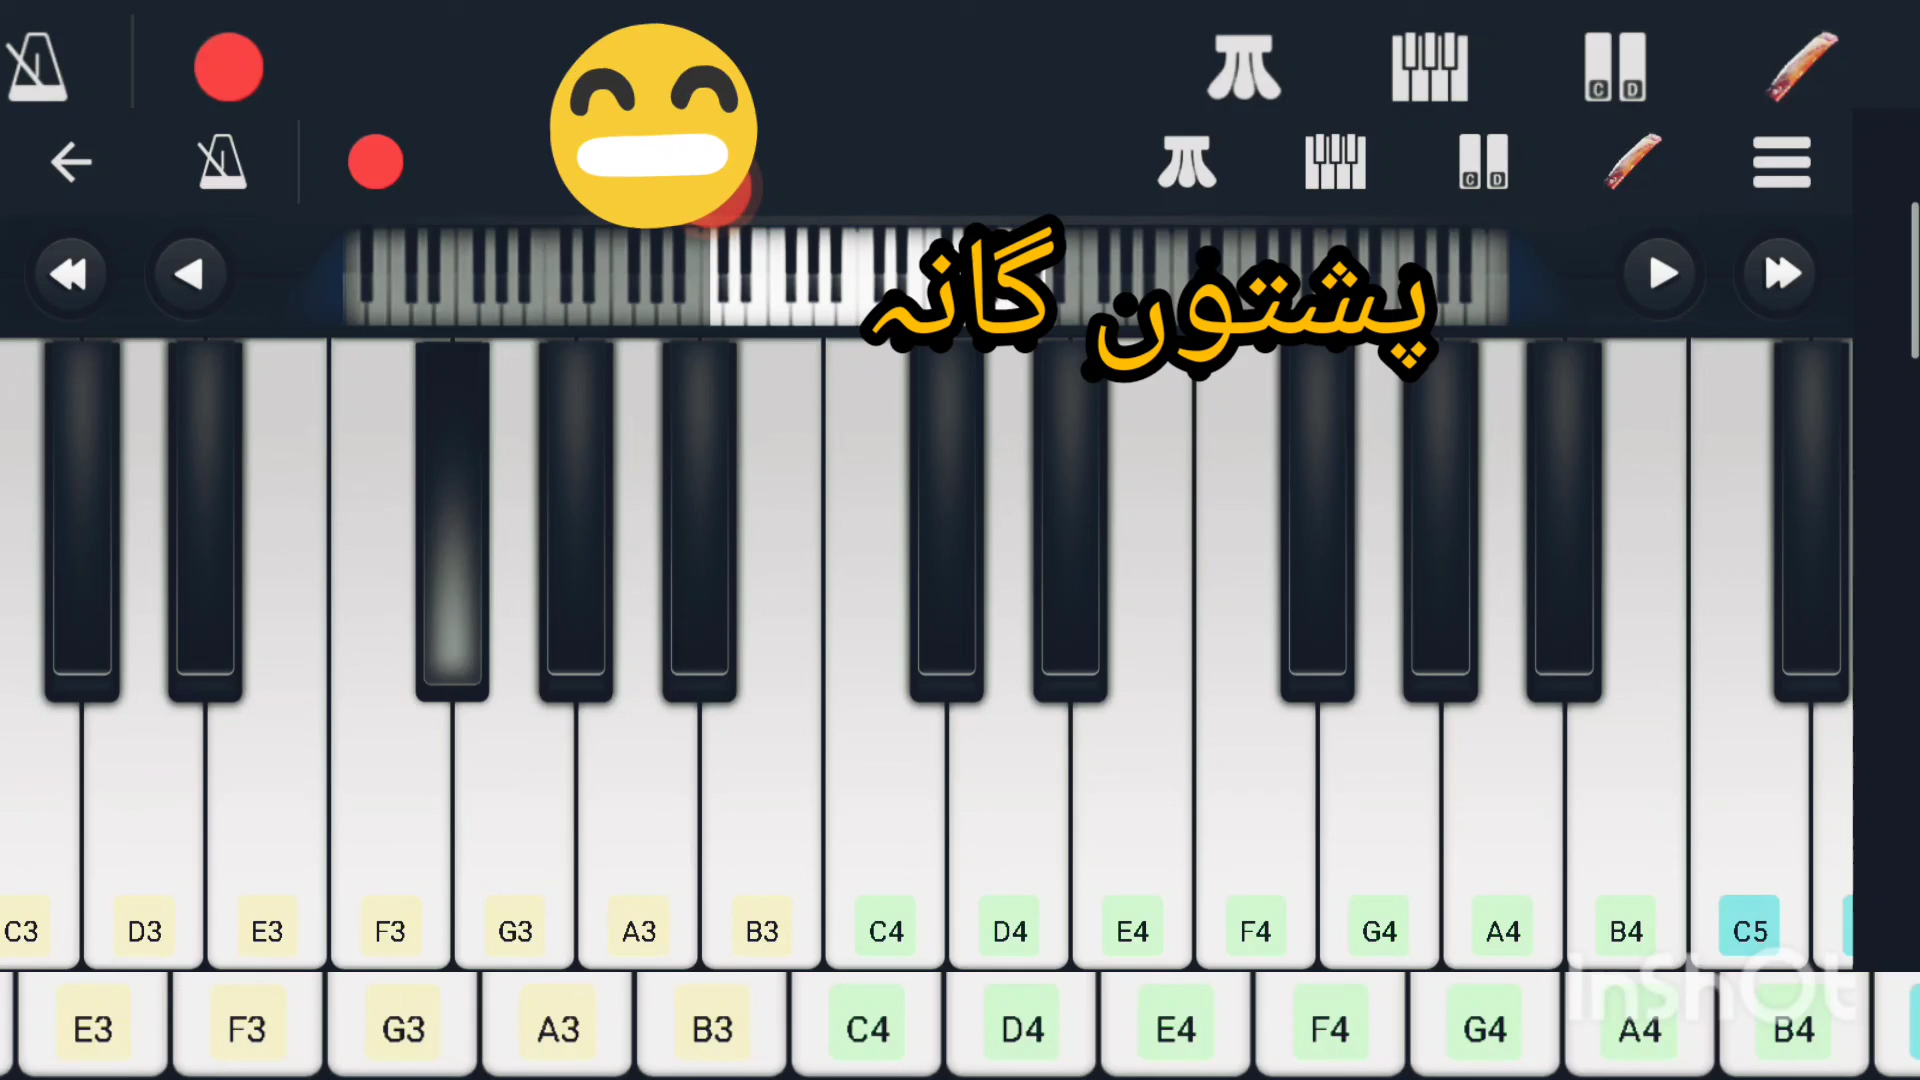 C D
C D
پشتون گانہ
C3 D3 E3 F3 G3 A3 B3 C4 D4 E4 F4 G4 A4 B4 C5
InShOt
E3 F3 G3 A3 B3 C4 D4 E4 F4 G4 A4 B4